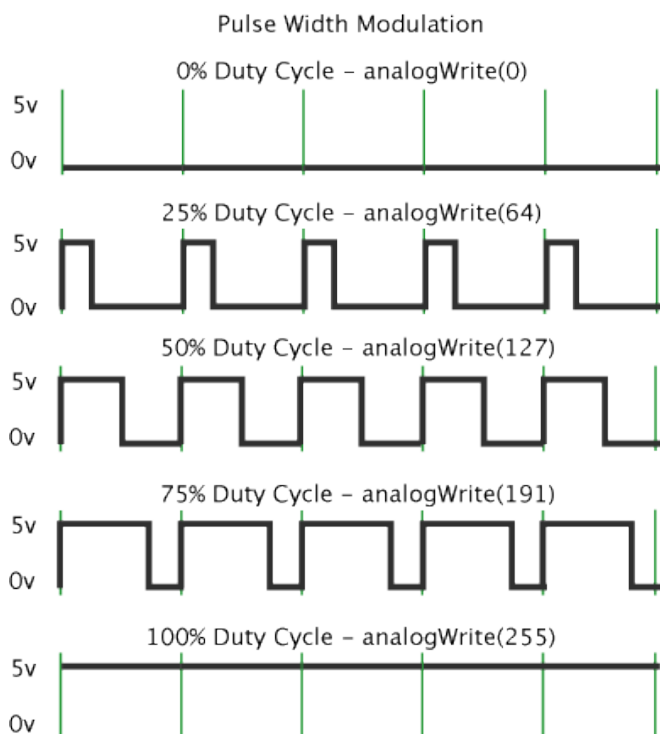 Pulse Width Modulation
0% Duty Cycle – analogWrite(0)
5v
0v
25% Duty Cycle – analogWrite(64)
5v
0v
50% Duty Cycle – analogWrite(127)
5v
0v
75% Duty Cycle – analogWrite(191)
5v
0v
100% Duty Cycle – analogWrite(255)
5v
0v